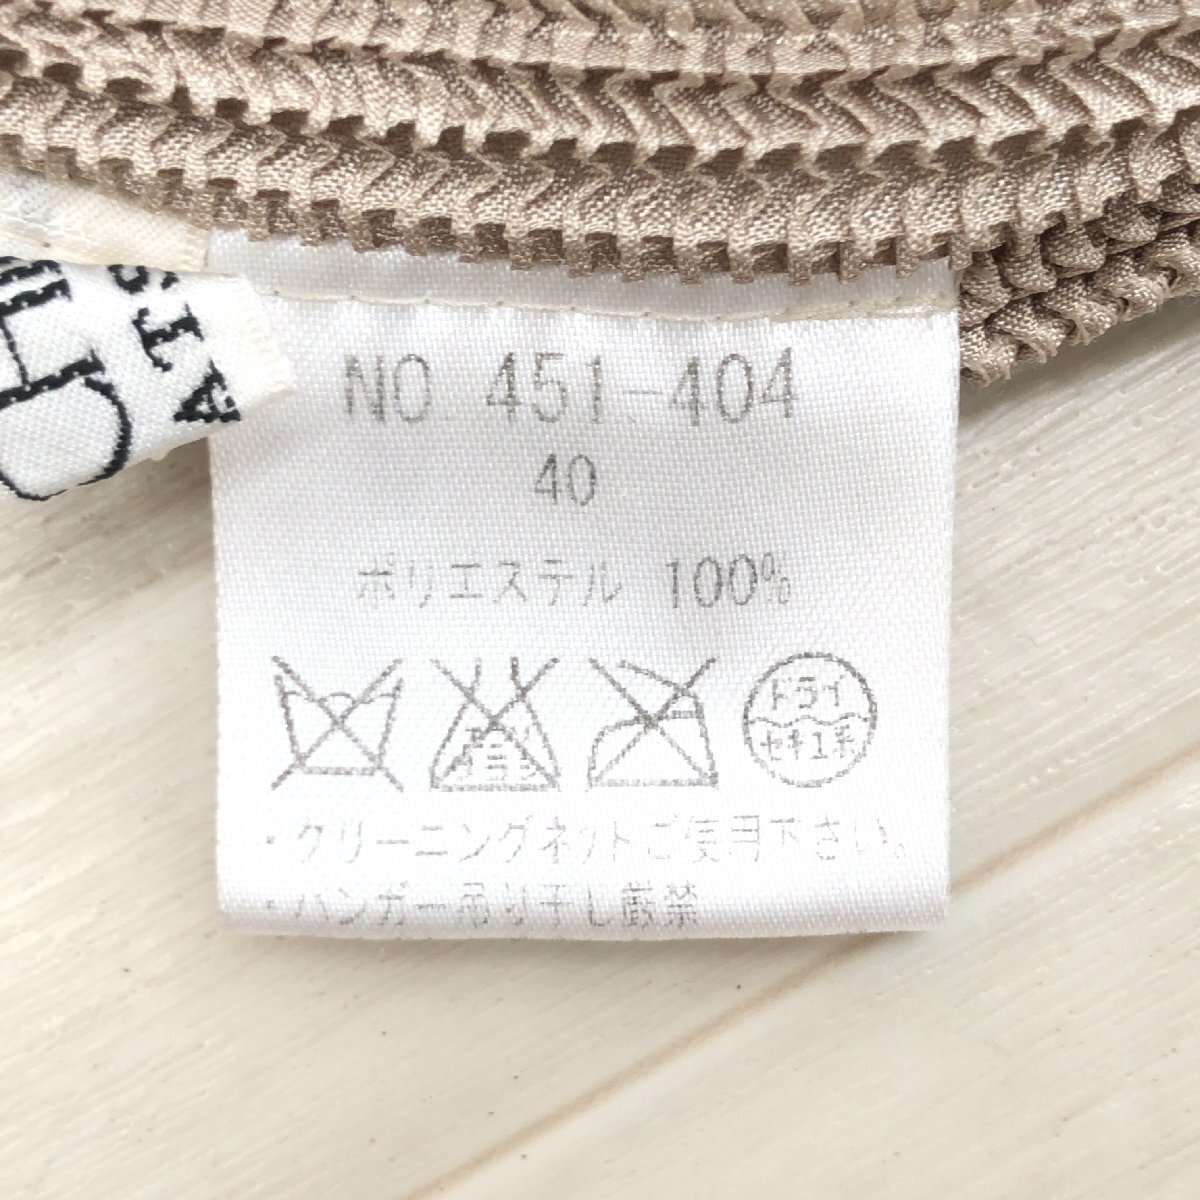 NO 451-404
40
ポリエステル 100%
ドライ
セキユ系
・クリーニングネットご使用下さい。
・ハンガー吊り干し厳禁